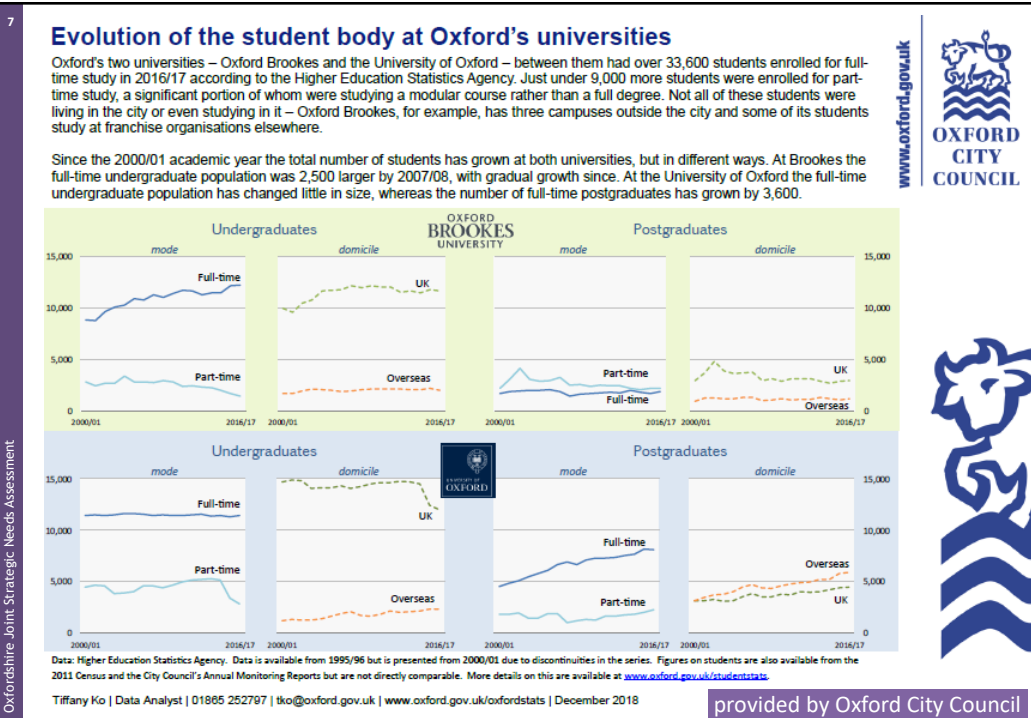 7
Evolution of the student body at Oxford's universities
Oxford's two universities – Oxford Brookes and the University of Oxford – between them had over 33,600 students enrolled for full-
time study in 2016/17 according to the Higher Education Statistics Agency. Just under 9,000 more students were enrolled for part-
time study, a significant portion of whom were studying a modular course rather than a full degree. Not all of these students were
living in the city or even studying in it – Oxford Brookes, for example, has three campuses outside the city and some of its students
study at franchise organisations elsewhere.
Since the 2000/01 academic year the total number of students has grown at both universities, but in different ways. At Brookes the
full-time undergraduate population was 2,500 larger by 2007/08, with gradual growth since. At the University of Oxford the full-time
undergraduate population has changed little in size, whereas the number of full-time postgraduates has grown by 3,600.
www.oxford.gov.uk
OXFORD
CITY
COUNCIL
Undergraduates
OXFORD
BROOKES
UNIVERSITY
Postgraduates
mode
domicile
mode
domicile
15,000
15,000
Full-time
UK
10,000
10,000
5,000
5,000
Part-time
Overseas
Part-time
Full-time
UK
Overseas
0
0
2000/01
2016/17
2000/01
2016/17
2000/01
2016/17
2000/01
2016/17
Undergraduates
UNIVERSITY OF
OXFORD
Postgraduates
mode
domicile
mode
domicile
15,000
15,000
Full-time
UK
Full-time
10,000
10,000
Part-time
Overseas
Part-time
Overseas
UK
5,000
5,000
0
0
2000/01
2016/17
2000/01
2016/17
2000/01
2016/17
2000/01
2016/17
Data: Higher Education Statistics Agency. Data is available from 1995/96 but is presented from 2000/01 due to discontinuities in the series. Figures on students are also available from the
2011 Census and the City Council's Annual Monitoring Reports but are not directly comparable. More details on this are available at www.oxford.gov.uk/studentstats.
Tiffany Ko | Data Analyst | 01865 252797 | tko@oxford.gov.uk | www.oxford.gov.uk/oxfordstats | December 2018
provided by Oxford City Council
Oxfordshire Joint Strategic Needs Assessment